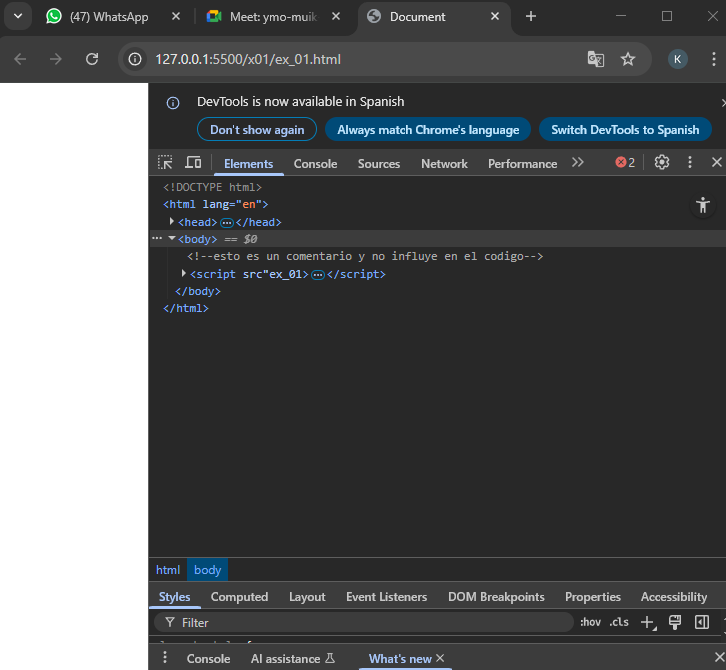 (47) WhatsApp
Meet: ymo-muik
Document
127.0.0.1:5500/x01/ex_01.html
K
DevTools is now available in Spanish
Don't show again Always match Chrome's language Switch DevTools to Spanish
Elements Console Sources Network Performance 2
<!DOCTYPE html>
<html lang="en">
<head> … </head>
… <body> == $0
<!--esto es un comentario y no influye en el codigo-->
<script src"ex_01> … </script>
</body>
</html>
html body
Styles Computed Layout Event Listeners DOM Breakpoints Properties Accessibility
Filter :hov .cls
Console AI assistance What's new